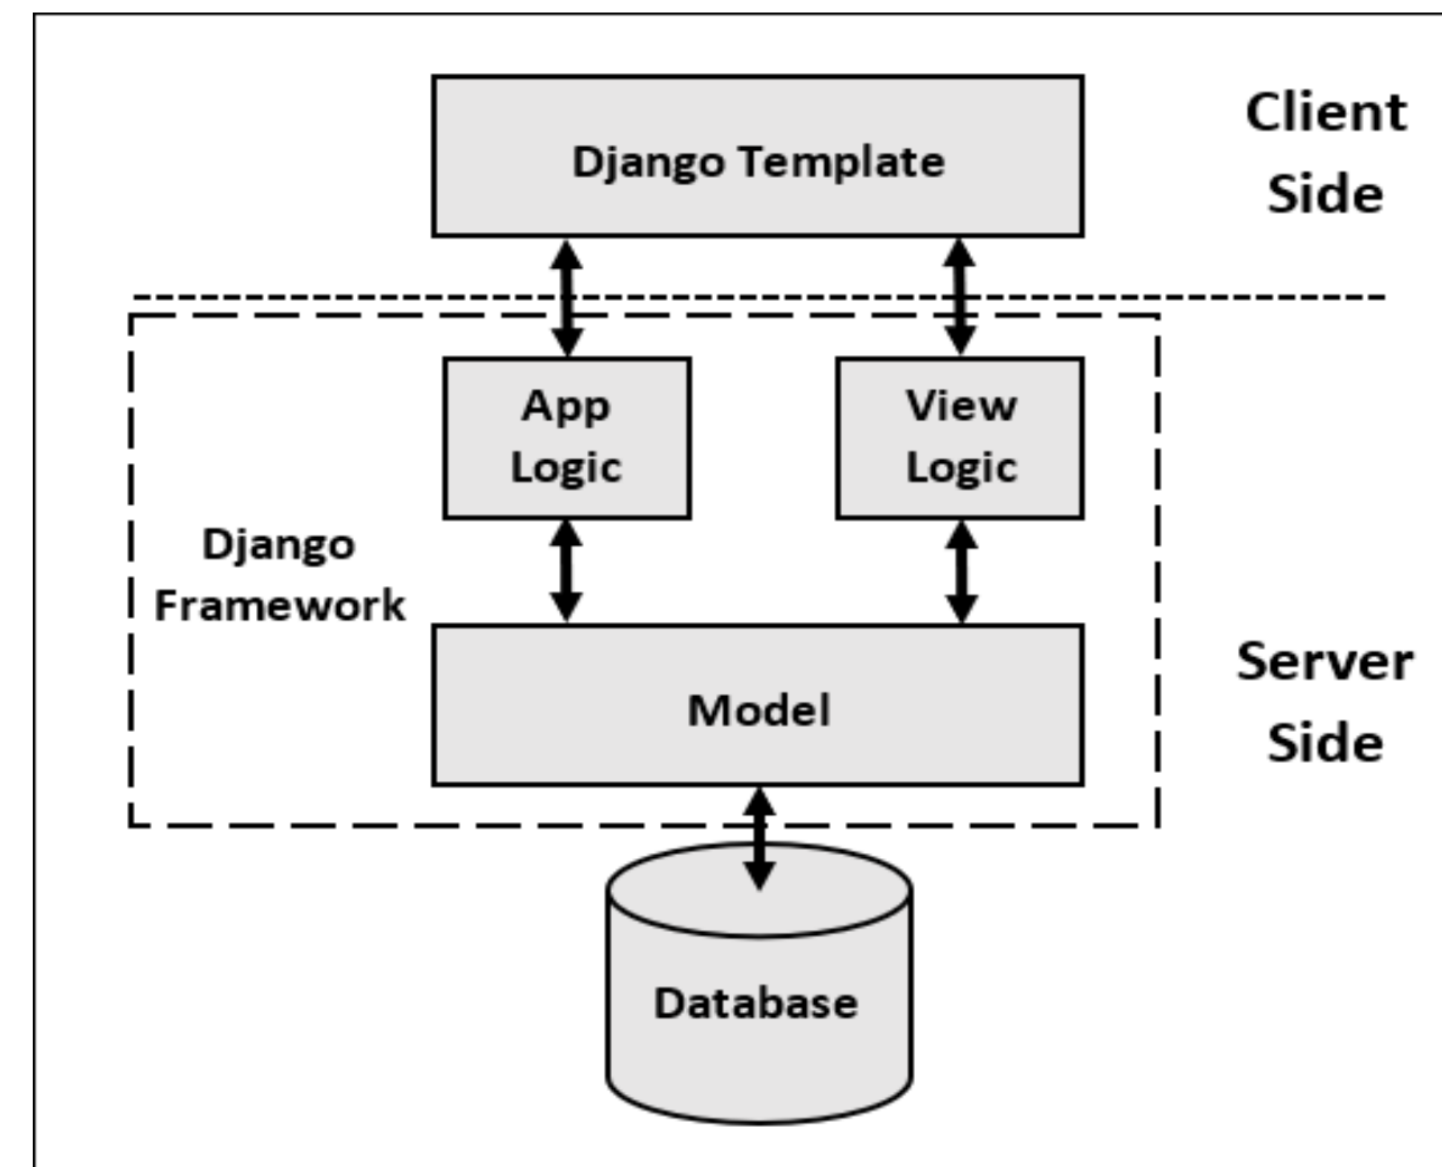 Client
Side
Django Template
App
Logic
View
Logic
Django
Framework
Model
Server
Side
Database